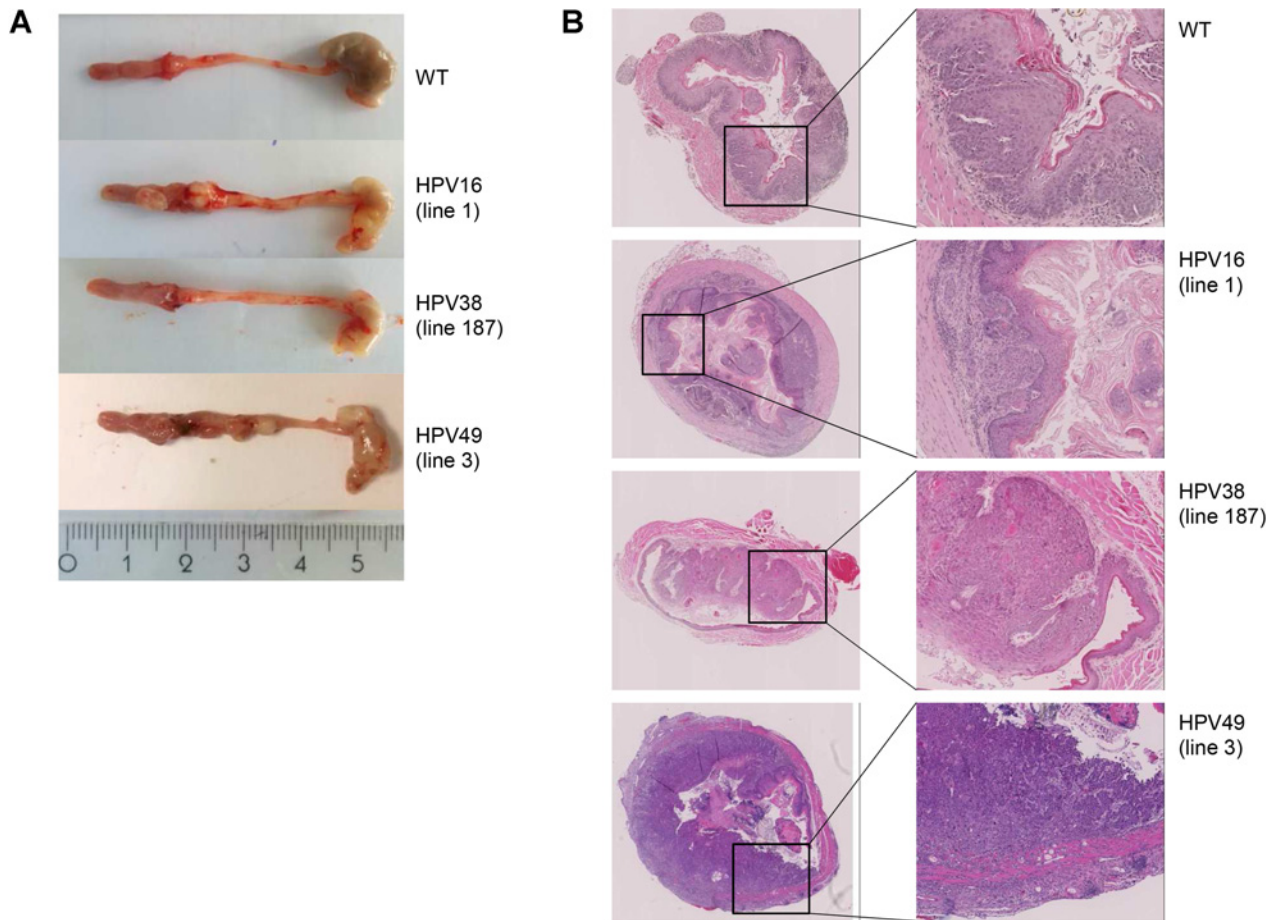 A
WT
HPV16
(line 1)
HPV38
(line 187)
HPV49
(line 3)
0 1 2 3 4 5
B
WT
HPV16
(line 1)
HPV38
(line 187)
HPV49
(line 3)